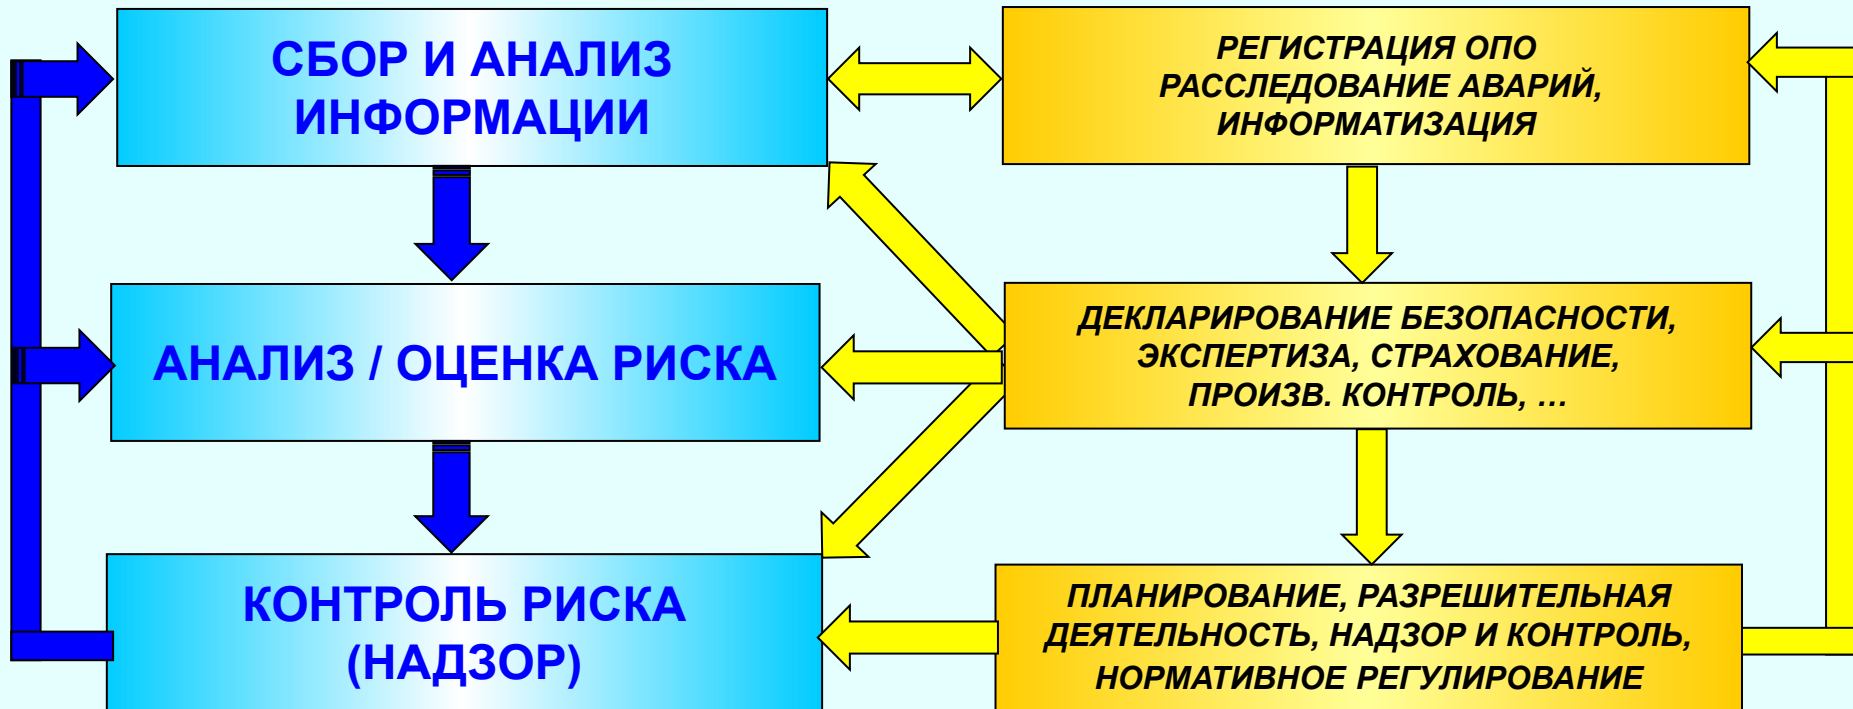 СБОР И АНАЛИЗ
ИНФОРМАЦИИ
РЕГИСТРАЦИЯ ОПО
РАССЛЕДОВАНИЕ АВАРИЙ,
ИНФОРМАТИЗАЦИЯ
АНАЛИЗ / ОЦЕНКА РИСКА
ДЕКЛАРИРОВАНИЕ БЕЗОПАСНОСТИ,
ЭКСПЕРТИЗА, СТРАХОВАНИЕ,
ПРОИЗВ. КОНТРОЛЬ, ...
КОНТРОЛЬ РИСКА
(НАДЗОР)
ПЛАНИРОВАНИЕ, РАЗРЕШИТЕЛЬНАЯ
ДЕЯТЕЛЬНОСТЬ, НАДЗОР И КОНТРОЛЬ,
НОРМАТИВНОЕ РЕГУЛИРОВАНИЕ